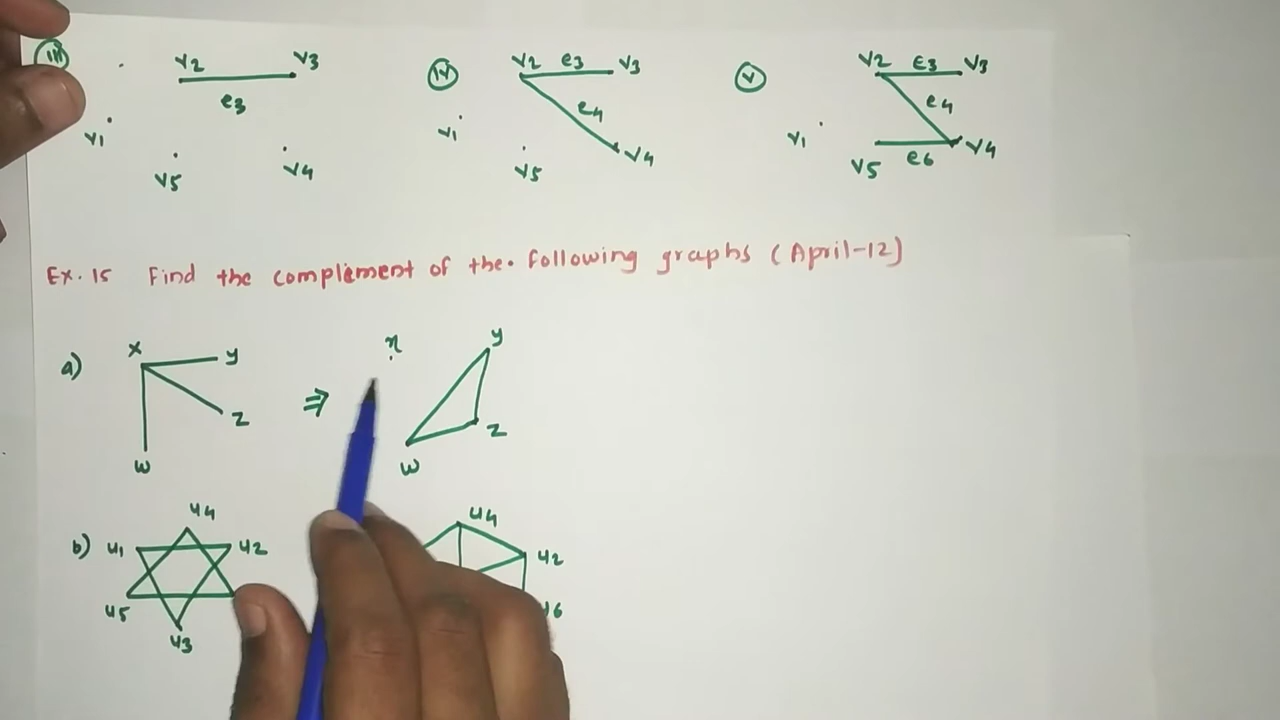 iii v2 v3 iv v2 e3 v3 v v2 e3 v3
e3 e4 e4
v1 v1 v1
v5 v4 v5 v4 v5 e6 v4
Ex. 15 Find the compliment of the following graphs (April-12)
a) x y ⇒ x y
z z
w w
b) u4 u4
u1 u2 u2
u5 u6
u3